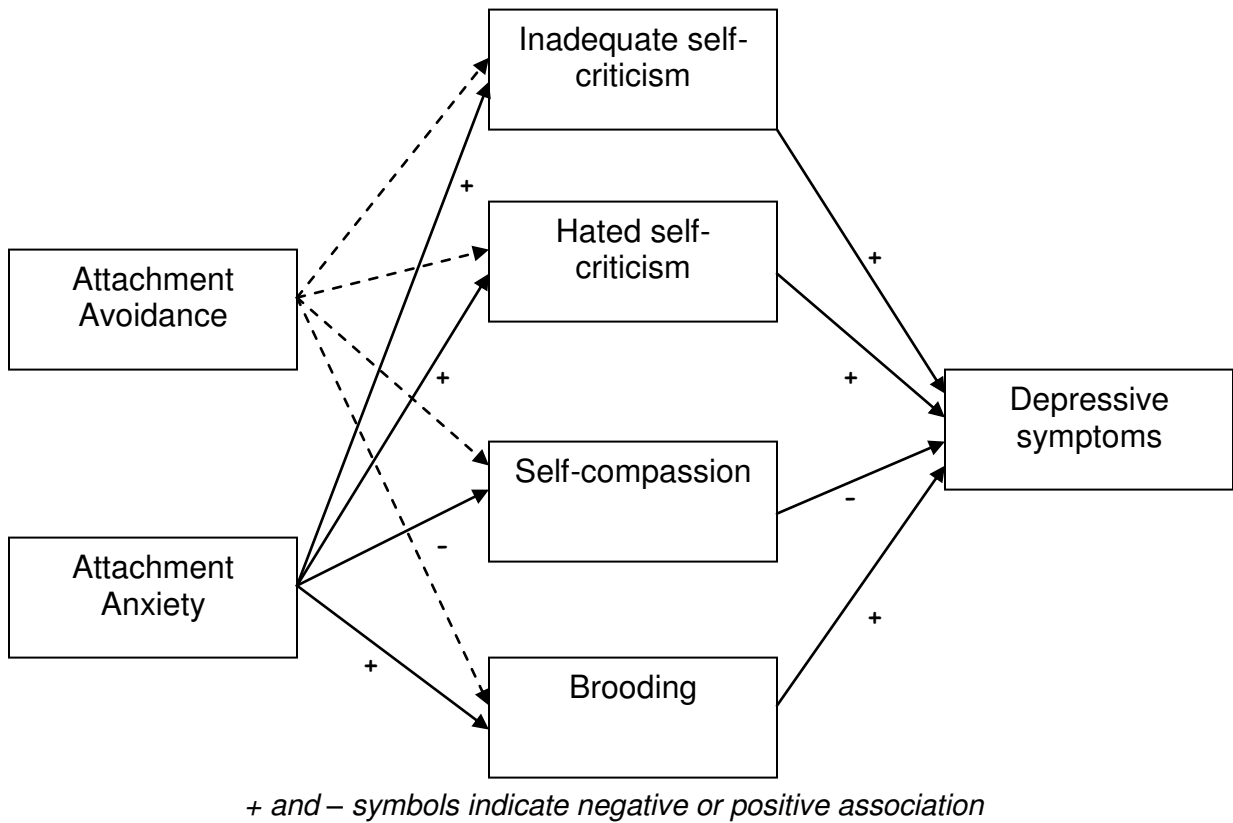 Inadequate self-
criticism
+
Hated self-
criticism
+
Attachment
Avoidance
+
+
Depressive
symptoms
Self-compassion
-
-
Attachment
Anxiety
+
+
Brooding
+ and – symbols indicate negative or positive association